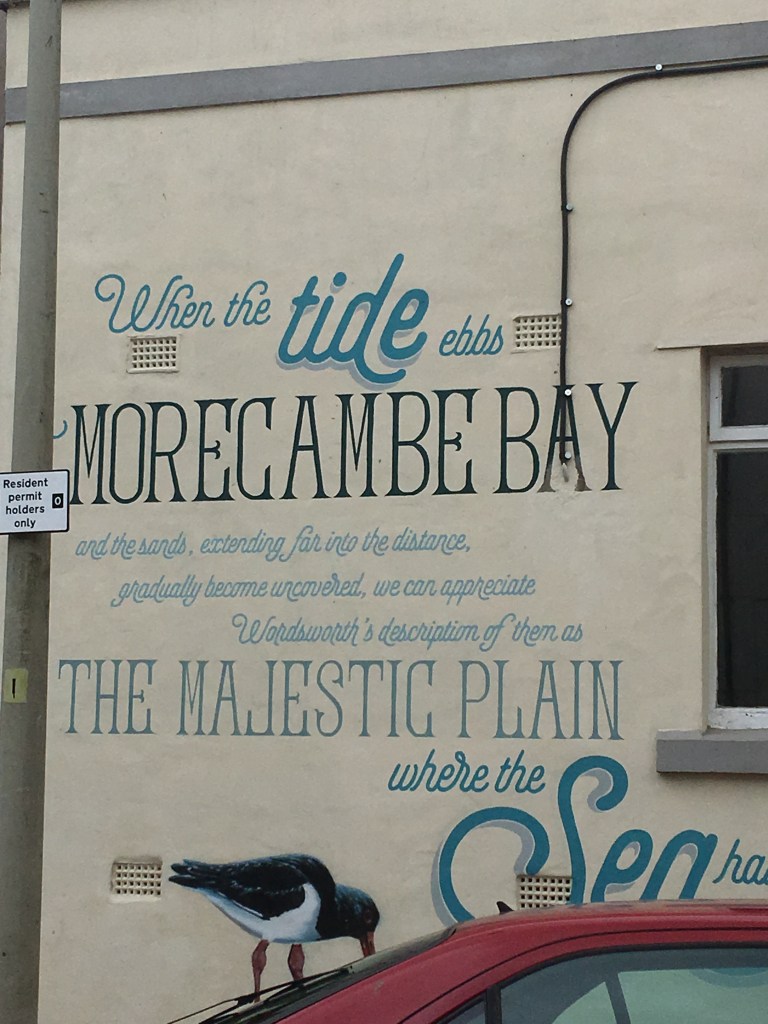 When the tide ebbs
MORECAMBE BAY
Resident
permit
holders
only
O
and the sands, extending far into the distance,
gradually become uncovered, we can appreciate
Wordsworth's description of them as
THE MAJESTIC PLAIN
where the
Sea